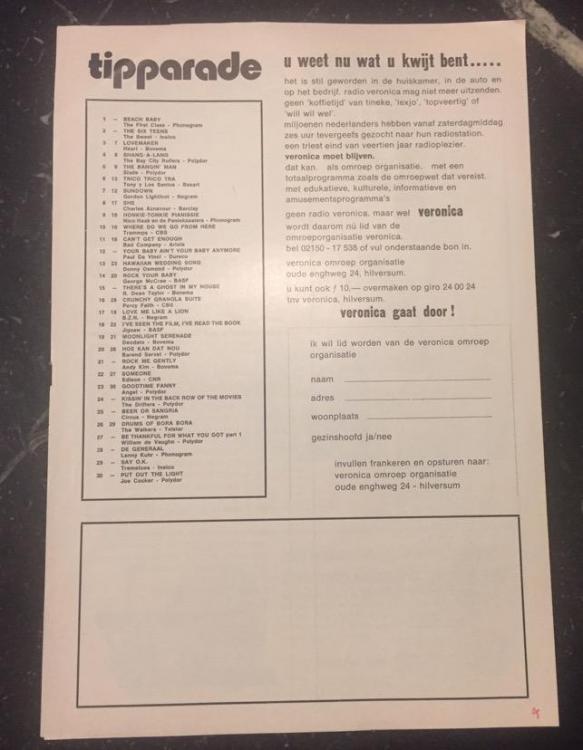 tipparade
1 – BEACH BABY
The First Class - Phonogram
2 – THE SIX TEENS
The Sweet - Inelco
3 7 LOVEMAKER
Heart - Bovema
4 8 SHANG-A-LANG
The Bay City Rollers - Polydor
5 9 THE BANGIN' MAN
Slade - Polydor
6 13 TRICO TRICO TRA
Tony y Los Santos - Basart
7 12 SUNDOWN
Gordon Lightfoot - Negram
8 17 SHE
Charles Aznavour - Barclay
9 18 HONKIE-TONKIE PIANISSIE
Nico Haak en de Paniekzaaiers - Phonogram
10 16 WHERE DO WE GO FROM HERE
Trammps - CBS
11 19 CAN'T GET ENOUGH
Bad Company - Ariola
12 – YOUR BABY AIN'T YOUR BABY ANYMORE
Paul Da Vinci - Dureco
13 23 HAWAIIAN WEDDING SONG
Donny Osmond - Polydor
14 20 ROCK YOUR BABY
George McCrae - BASF
15 – THERE'S A GHOST IN MY HOUSE
R. Dean Taylor - Bovema
16 28 CRUNCHY GRANOLA SUITE
Percy Faith - CBS
17 18 LOVE ME LIKE A LION
B.Z.N. - Negram
18 22 I'VE SEEN THE FILM, I'VE READ THE BOOK
Jigsaw - BASF
19 21 MOONLIGHT SERENADE
Deodato - Bovema
20 26 HOE KAN DAT NOU
Barend Servet - Polydor
21 – ROCK ME GENTLY
Andy Kim - Bovema
22 27 SOMEONE
Edison - CNR
23 30 GOODTIME FANNY
Angel - Polydor
24 – KISSIN' IN THE BACK ROW OF THE MOVIES
The Drifters - Polydor
25 – BEER OR SANGRIA
Circus - Negram
26 29 DRUMS OF BORA BORA
The Walkers - Telstar
27 – BE THANKFUL FOR WHAT YOU GOT part 1
William de Vaughn - Polydor
28 – DE GENERAAL
Lenny Kuhr - Phonogram
29 – SAY O.K.
Tremeloes - Inelco
30 – PUT OUT THE LIGHT
Joe Cocker - Polydor
u weet nu wat u kwijt bent.....
het is stil geworden in de huiskamer, in de auto en
op het bedrijf. radio veronica mag niet meer uitzenden.
geen 'koffietijd' van tineke, 'lexjo', 'topveertig' of
'will wil wel'.
miljoenen nederlanders hebben vanaf zaterdagmiddag
zes uur tevergeefs gezocht naar hun radiostation.
een triest eind van veertien jaar radioplezier.
veronica moet blijven.
dat kan. als omroep organisatie. met een
totaalprogramma zoals de omroepwet dat vereist.
met edukatieve, kulturele, informatieve en
amusementsprogramma's
geen radio veronica, maar wel veronica
wordt daarom nú lid van de
omroeporganisatie veronica.
bel 02150 - 17 538 of vul onderstaande bon in.
veronica omroep organisatie
oude enghweg 24, hilversum.
u kunt ook f 10,— overmaken op giro 24 00 24
tnv veronica, hilversum.
veronica gaat door !
ik wil lid worden van de veronica omroep
organisatie
naam
adres
woonplaats
gezinshoofd ja/nee
invullen frankeren en opsturen naar:
veronica omroep organisatie
oude enghweg 24 - hilversum